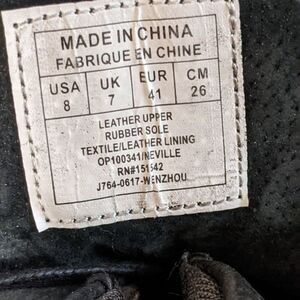 MADE IN CHINA
FABRIQUE EN CHINE
USA UK EUR CM
8 7 41 26
LEATHER UPPER
RUBBER SOLE
TEXTILE/LEATHER LINING
OP100341/NEVILLE
RN#151542
J764-0617-WENZHOU